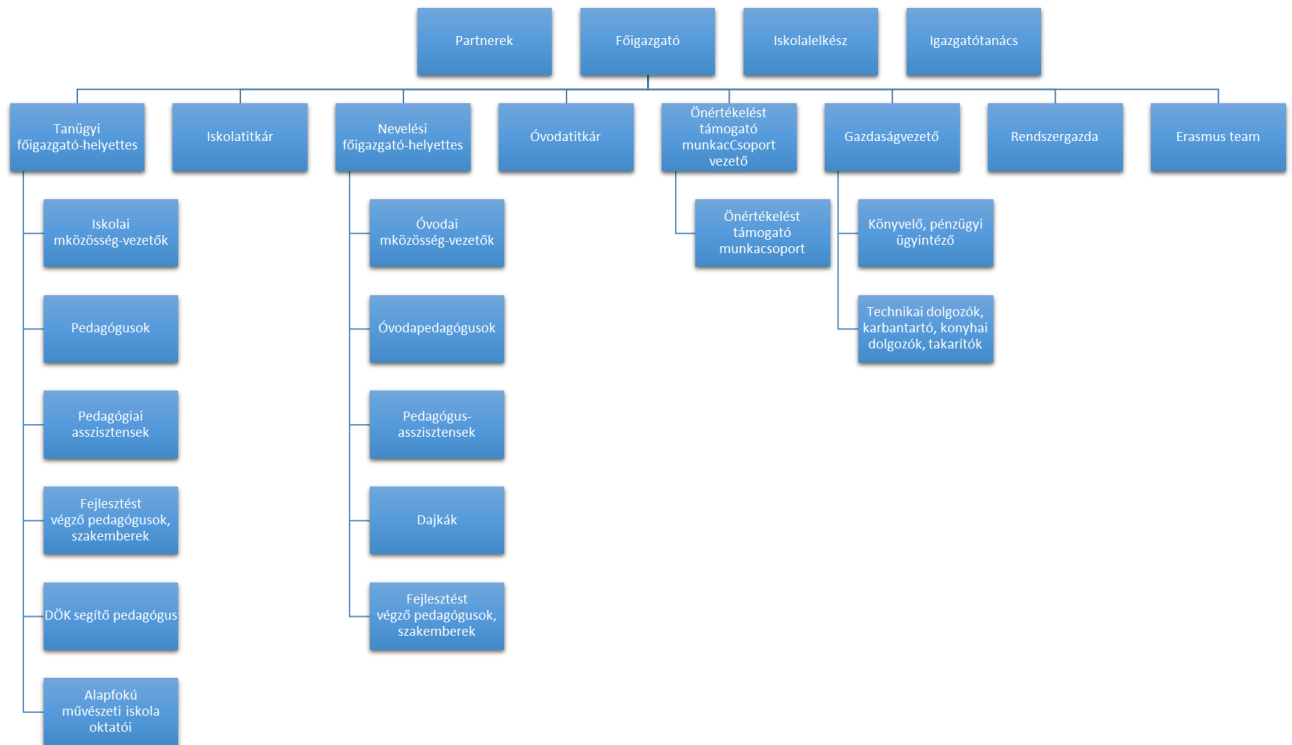 Partnerek
Főigazgató
Iskolalelkész
Igazgatótanács
Tanügyi
főigazgató-helyettes
Iskolatitkár
Nevelési
főigazgató-helyettes
Óvodatitkár
Önértékelést
támogató
munkacCsoport
vezető
Gazdaságvezető
Rendszergazda
Erasmus team
Iskolai
mközösség-vezetők
Pedagógusok
Pedagógiai
asszisztensek
Fejlesztést
végző pedagógusok,
szakemberek
DÖK segítő pedagógus
Alapfokú
művészeti iskola
oktatói
Óvodai
mközösség-vezetők
Óvodapedagógusok
Pedagógus-
asszisztensek
Dajkák
Fejlesztést
végző pedagógusok,
szakemberek
Önértékelést
támogató
munkacsoport
Könyvelő, pénzügyi
ügyintéző
Technikai dolgozók,
karbantartó, konyhai
dolgozók, takarítók